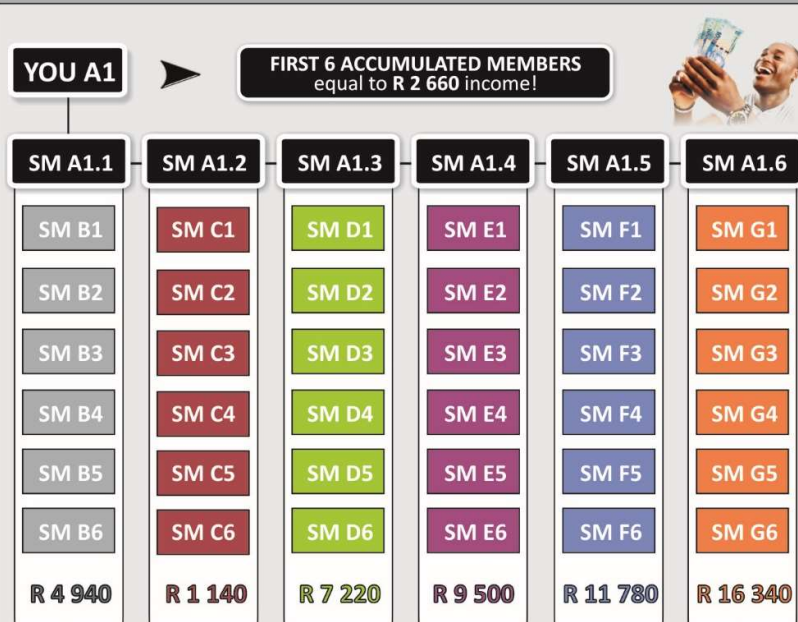 YOU A1
FIRST 6 ACCUMULATED MEMBERS
equal to R 2 660 income!
SM A1.1 SM A1.2 SM A1.3 SM A1.4 SM A1.5 SM A1.6
SM B1 SM C1 SM D1 SM E1 SM F1 SM G1
SM B2 SM C2 SM D2 SM E2 SM F2 SM G2
SM B3 SM C3 SM D3 SM E3 SM F3 SM G3
SM B4 SM C4 SM D4 SM E4 SM F4 SM G4
SM B5 SM C5 SM D5 SM E5 SM F5 SM G5
SM B6 SM C6 SM D6 SM E6 SM F6 SM G6
R 4 940 R 1 140 R 7 220 R 9 500 R 11 780 R 16 340